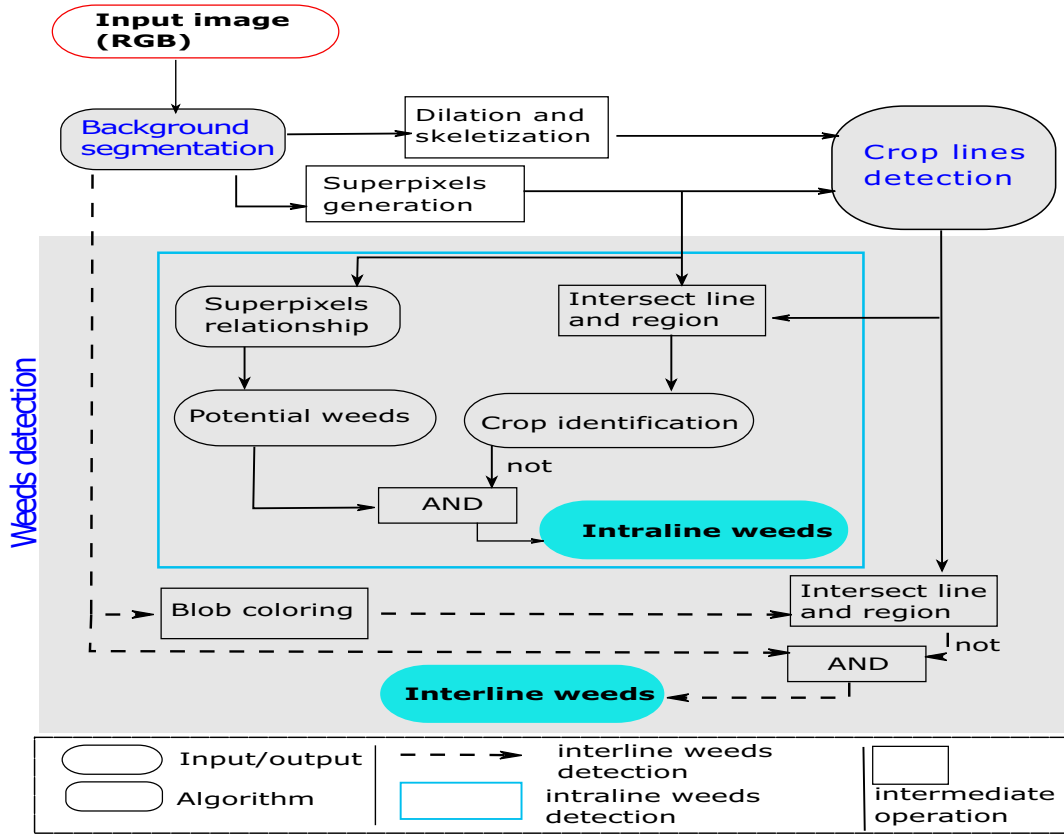 Input image
(RGB)
Background
segmentation
Dilation and
skeletization
Superpixels
generation
Crop lines
detection
Weeds detection
Superpixels
relationship
Intersect line
and region
Potential weeds
Crop identification
not
AND
Intraline weeds
Blob coloring
Intersect line
and region
not
AND
Interline weeds
Input/output
Algorithm
interline weeds
detection
intraline weeds
detection
intermediate
operation